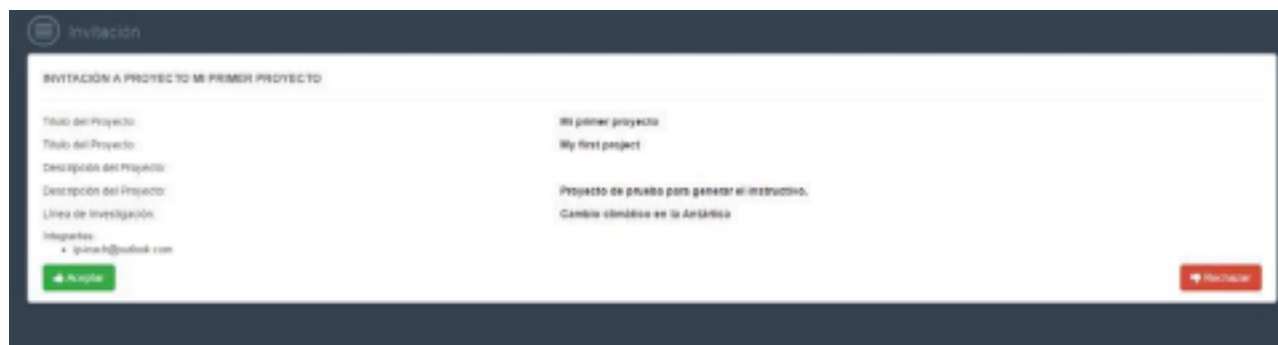 Invitación
INVITACIÓN A PROYECTO MI PRIMER PROYECTO
Título del Proyecto: Mi primer proyecto
Título del Proyecto: My first project
Descripción del Proyecto:
Descripción del Proyecto: Proyecto de prueba para generar el instructivo.
Línea de Investigación: Cambio climático en la Antártica
Integrantes:
Aceptar Rechazar